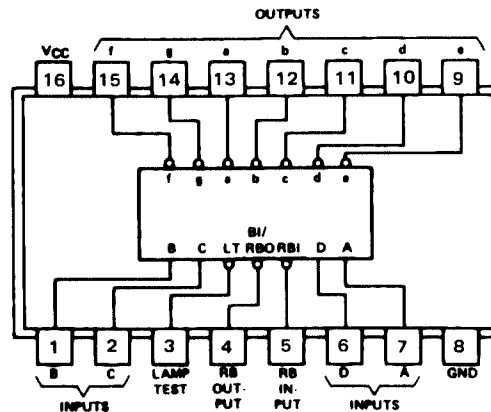 OUTPUTS
VCC f g a b c d e
16 15 14 13 12 11 10 9
f g a b c d e
BI/
B C LT RBO RBI D A
1 2 3 4 5 6 7 8
B C LAMP RB RB D A GND
TEST OUT- IN-
INPUTS PUT PUT INPUTS